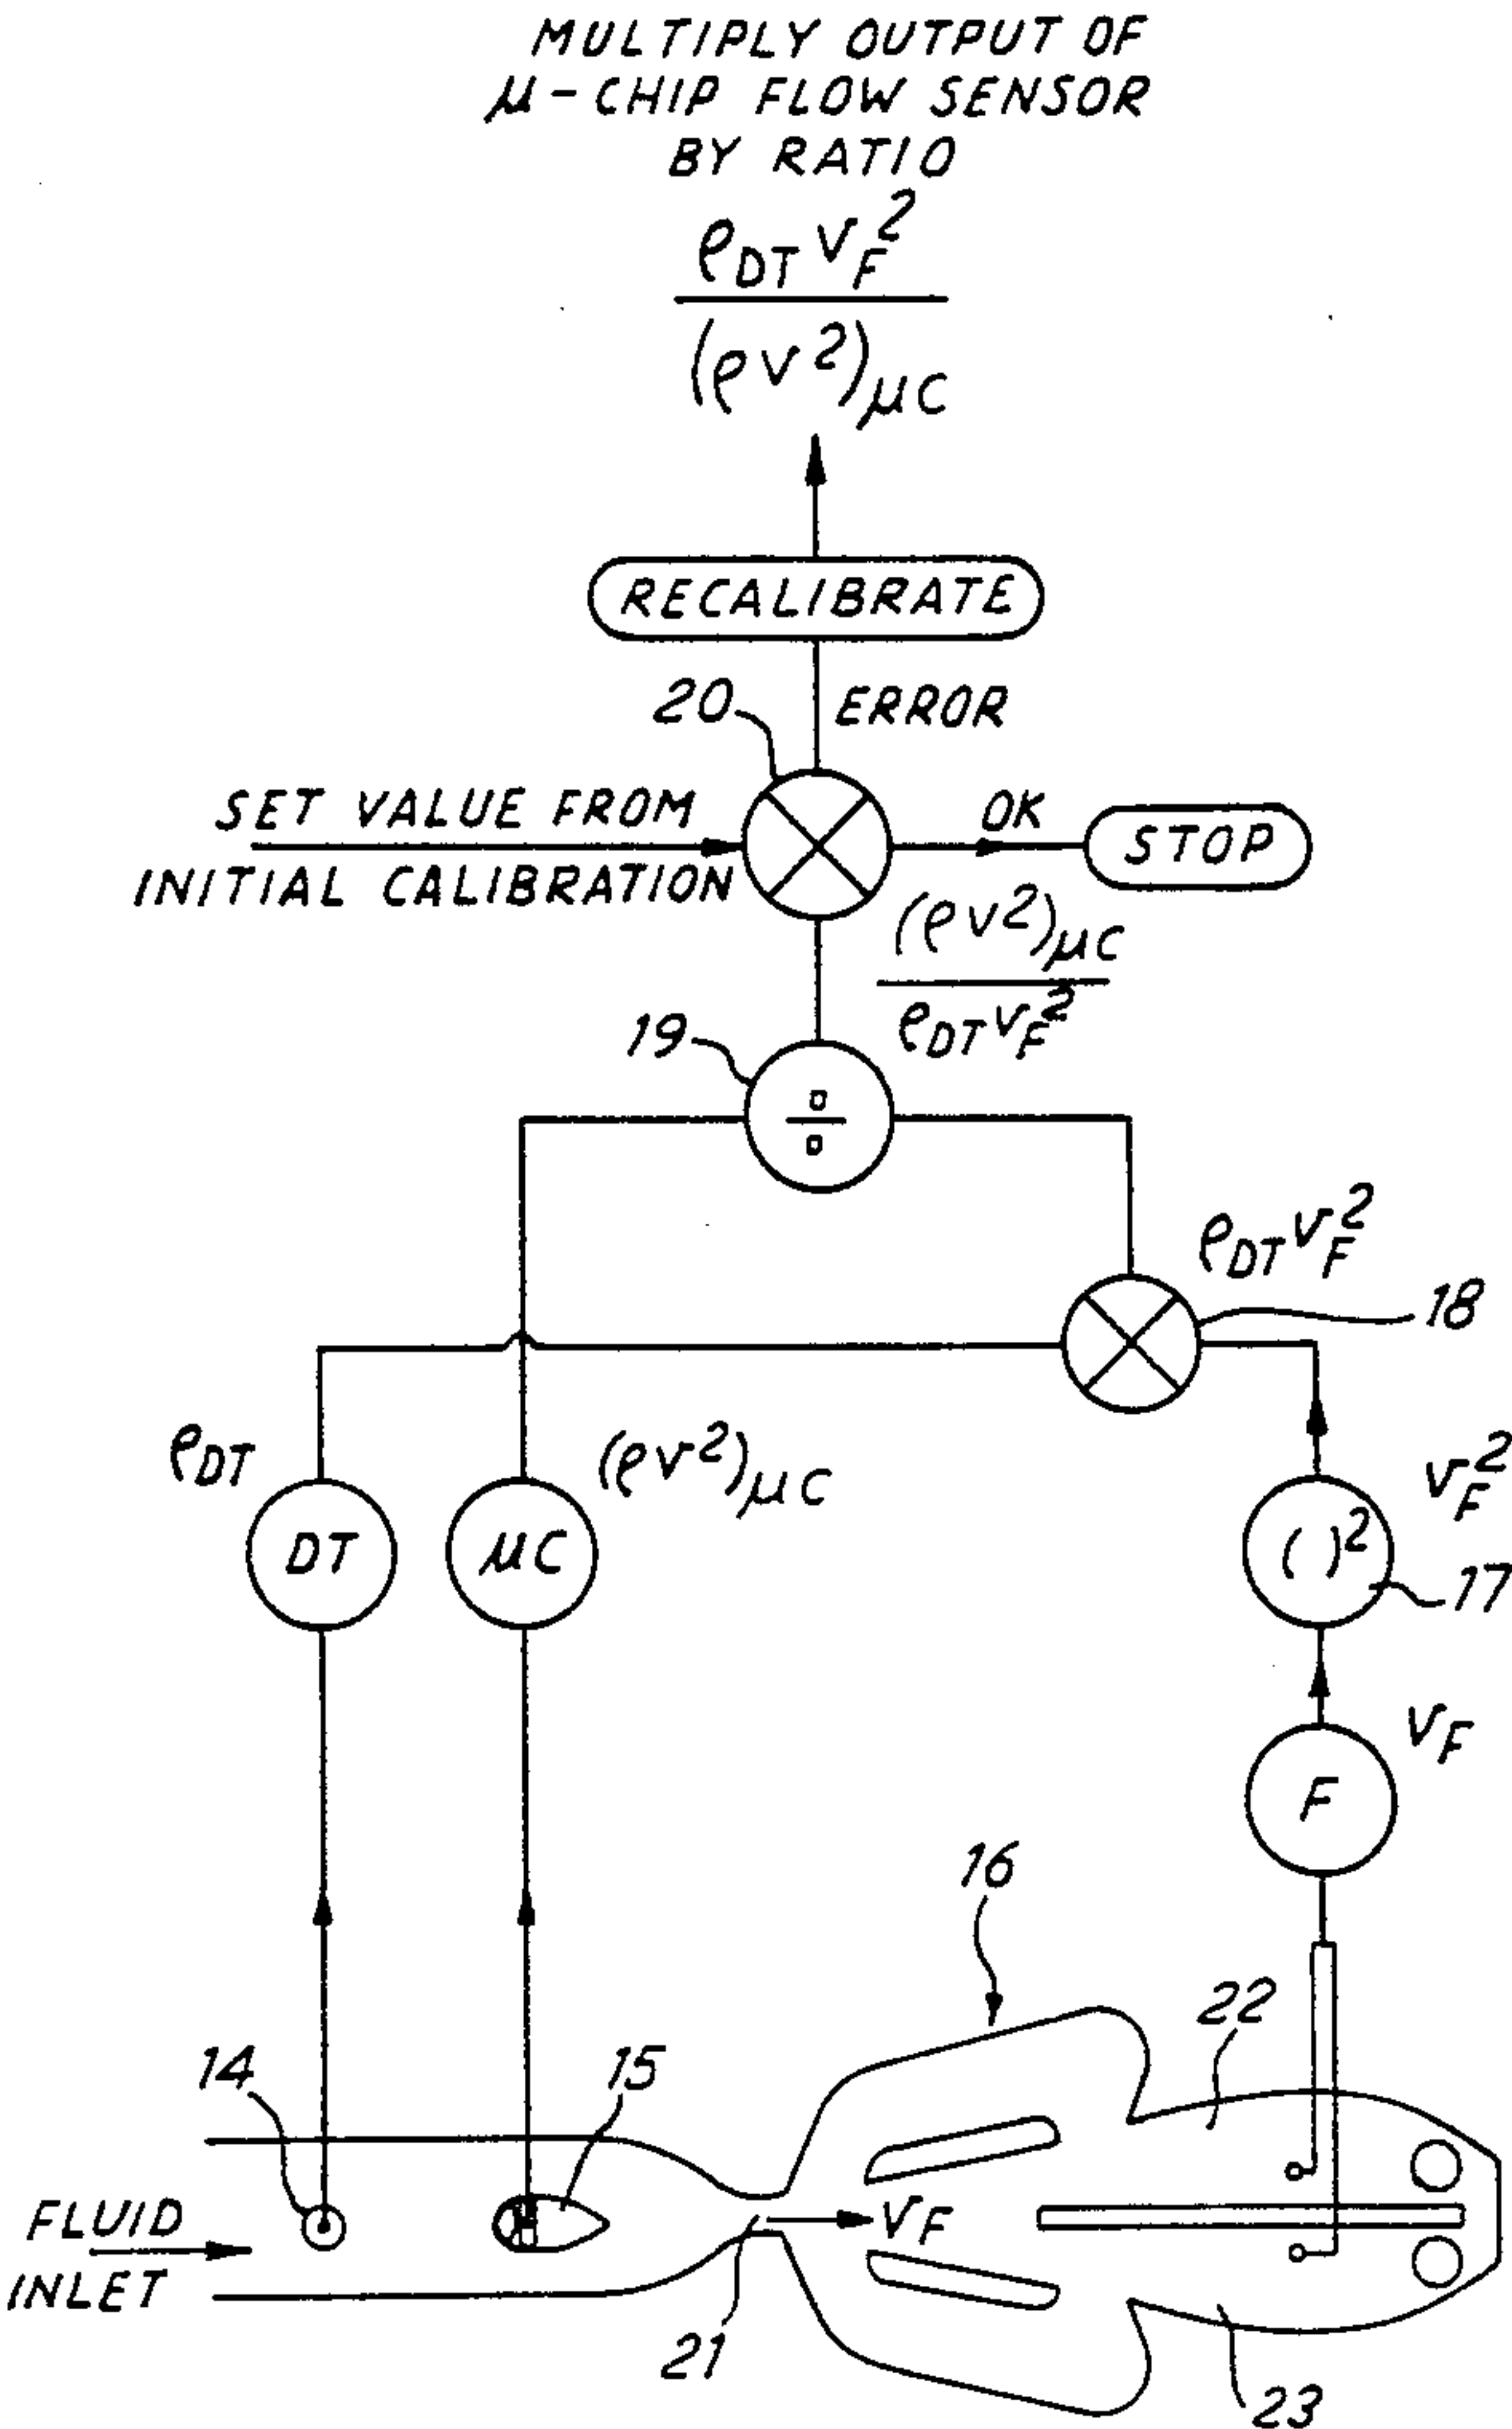 MULTIPLY OUTPUT OF
μ-CHIP FLOW SENSOR
BY RATIO
ρDT VF²
(ρV²)μC
RECALIBRATE
20 ERROR
SET VALUE FROM
INITIAL CALIBRATION
OK
STOP
(ρV²)μC
ρDT VF²
19
÷
ρDT VF²
18
ρDT
(ρV²)μC
VF²
DT
μC
( )²
17
VF
F
16
22
14
15
FLUID
INLET
VF
21
23